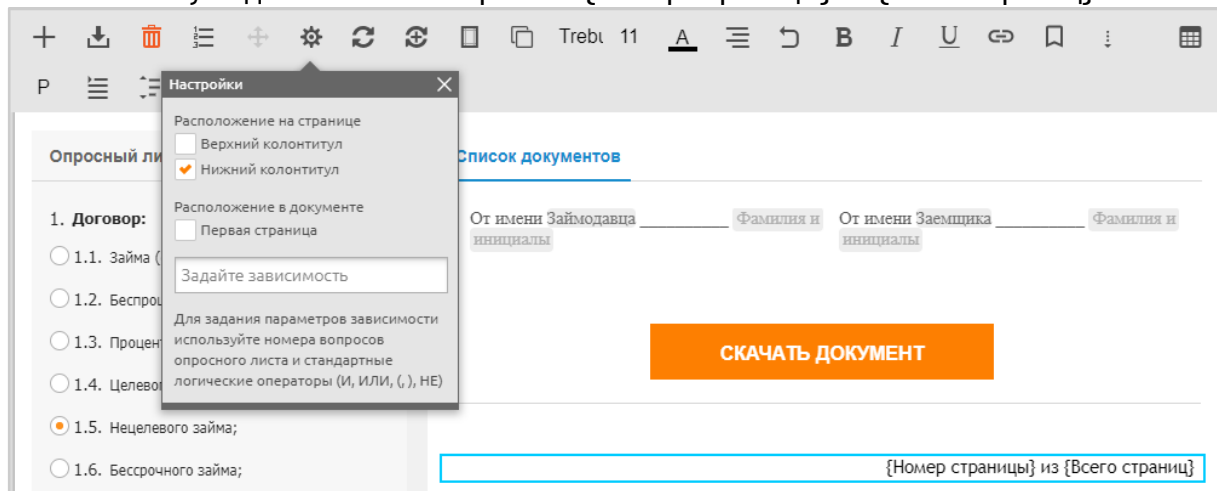 Trebu 11 A B I U
P
Настройки
Расположение на странице
Верхний колонтитул
Нижний колонтитул
Расположение в документе
Первая страница
Задайте зависимость
Для задания параметров зависимости
используйте номера вопросов
опросного листа и стандартные
логические операторы (И, ИЛИ, (, ), НЕ)
Опросный ли
1. Договор:
1.1. Займа (
1.2. Беспроц
1.3. Процен
1.4. Целевог
1.5. Нецелевого займа;
1.6. Бессрочного займа;
Список документов
От имени Займодавца __________ Фамилия и
инициалы
От имени Заемщика __________ Фамилия и
инициалы
СКАЧАТЬ ДОКУМЕНТ
{Номер страницы} из {Всего страниц}